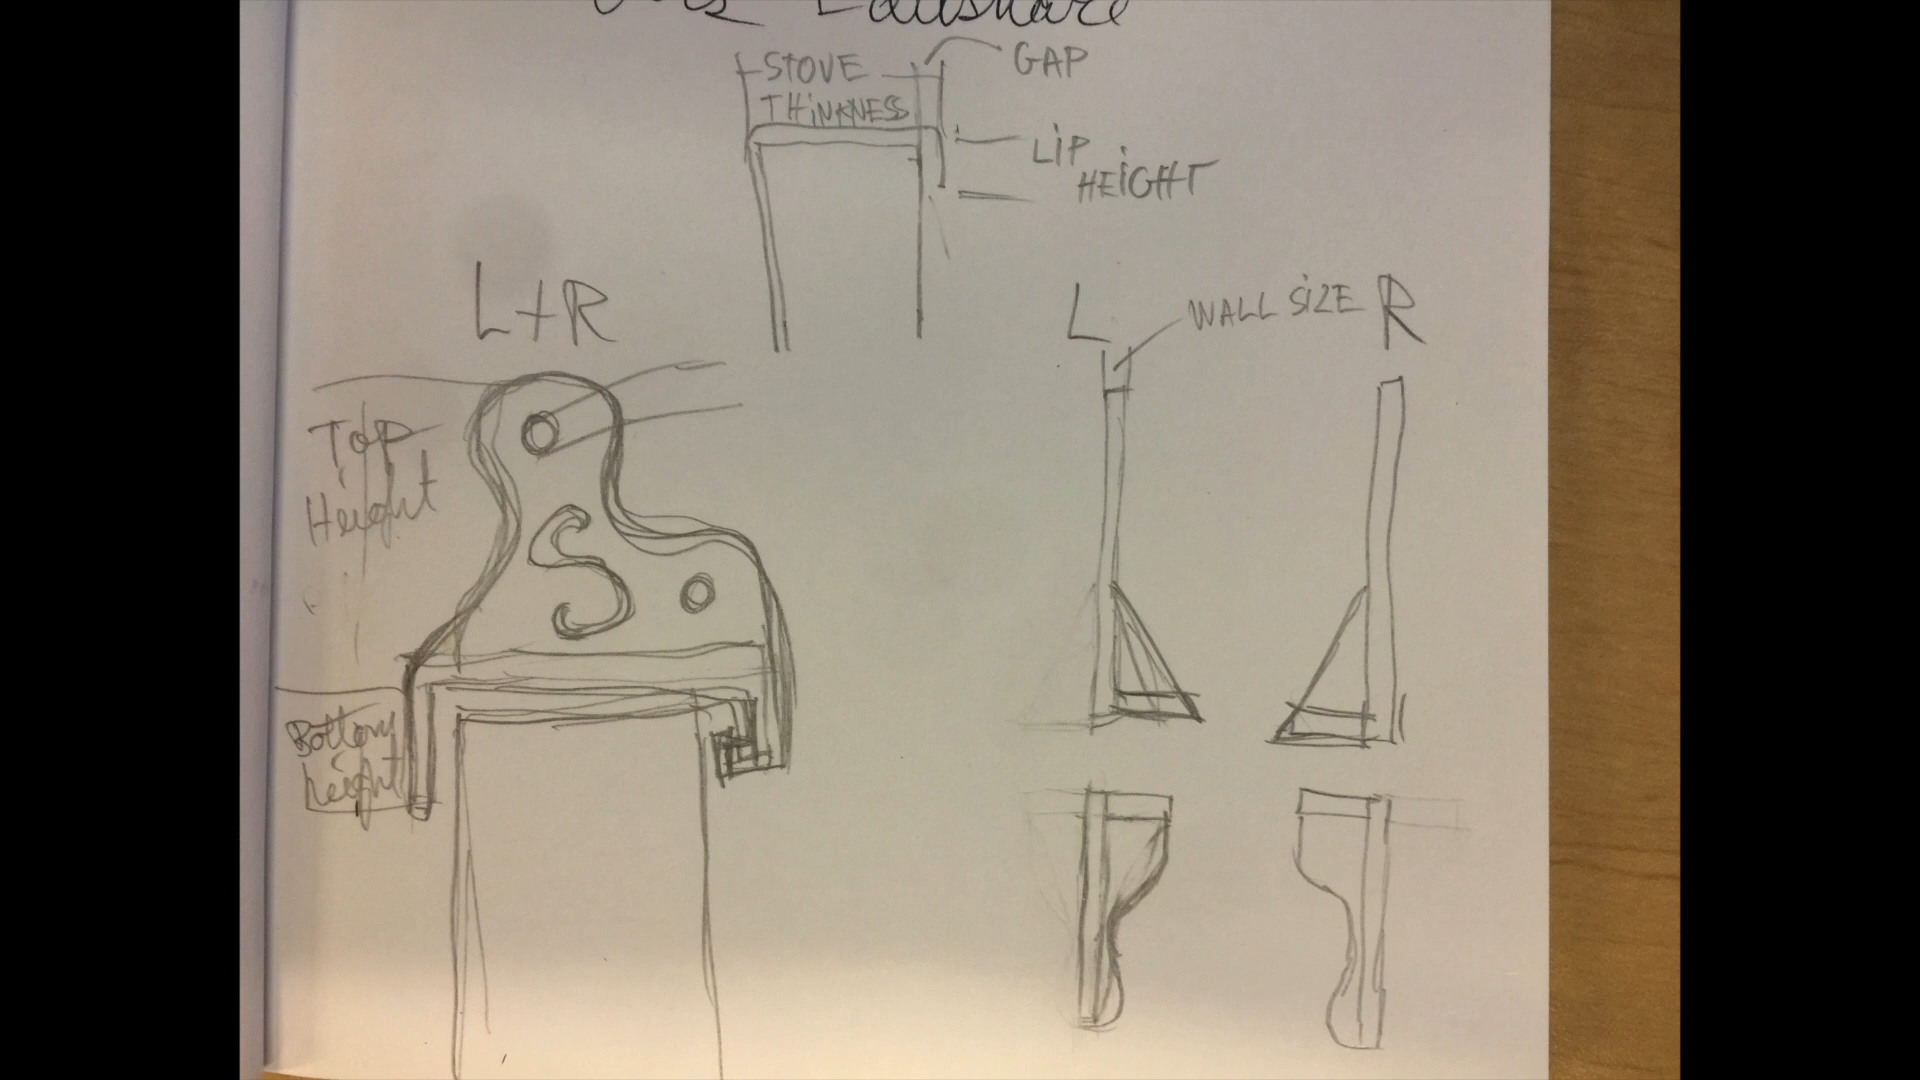 STOVE
THINKNESS
GAP
LIP
HEIGHT
L+R
L
WALL SIZE
R
Top
Height
S
Bottom
height